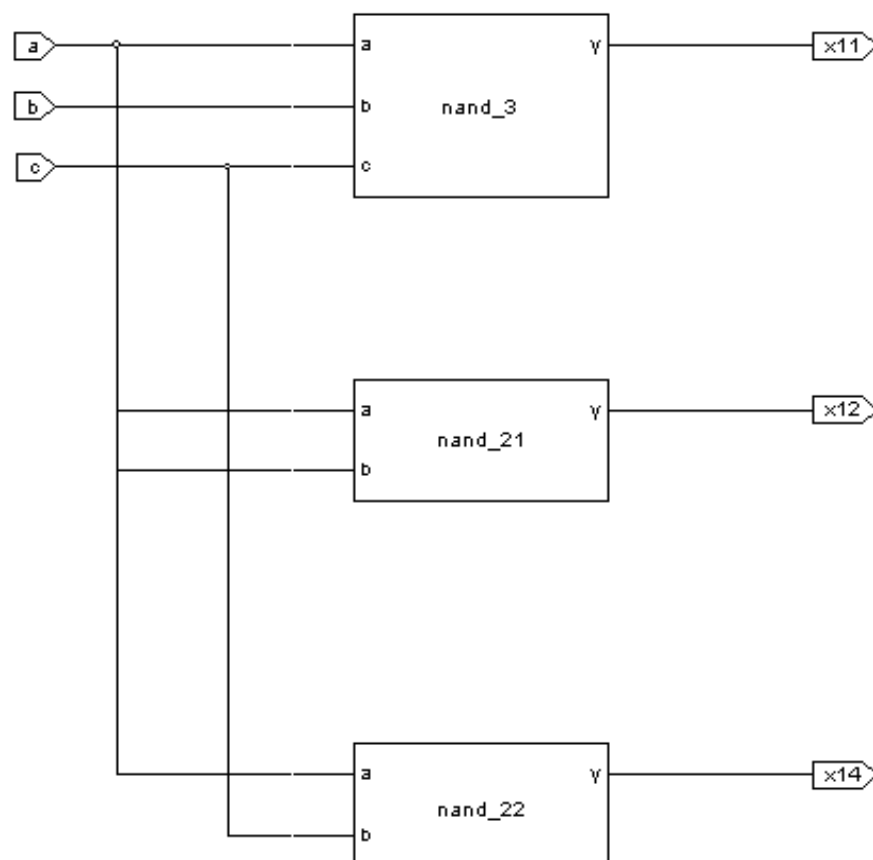 a a y x11
b b nand_3
c c
a y x12
nand_21
b
a y x14
nand_22
b